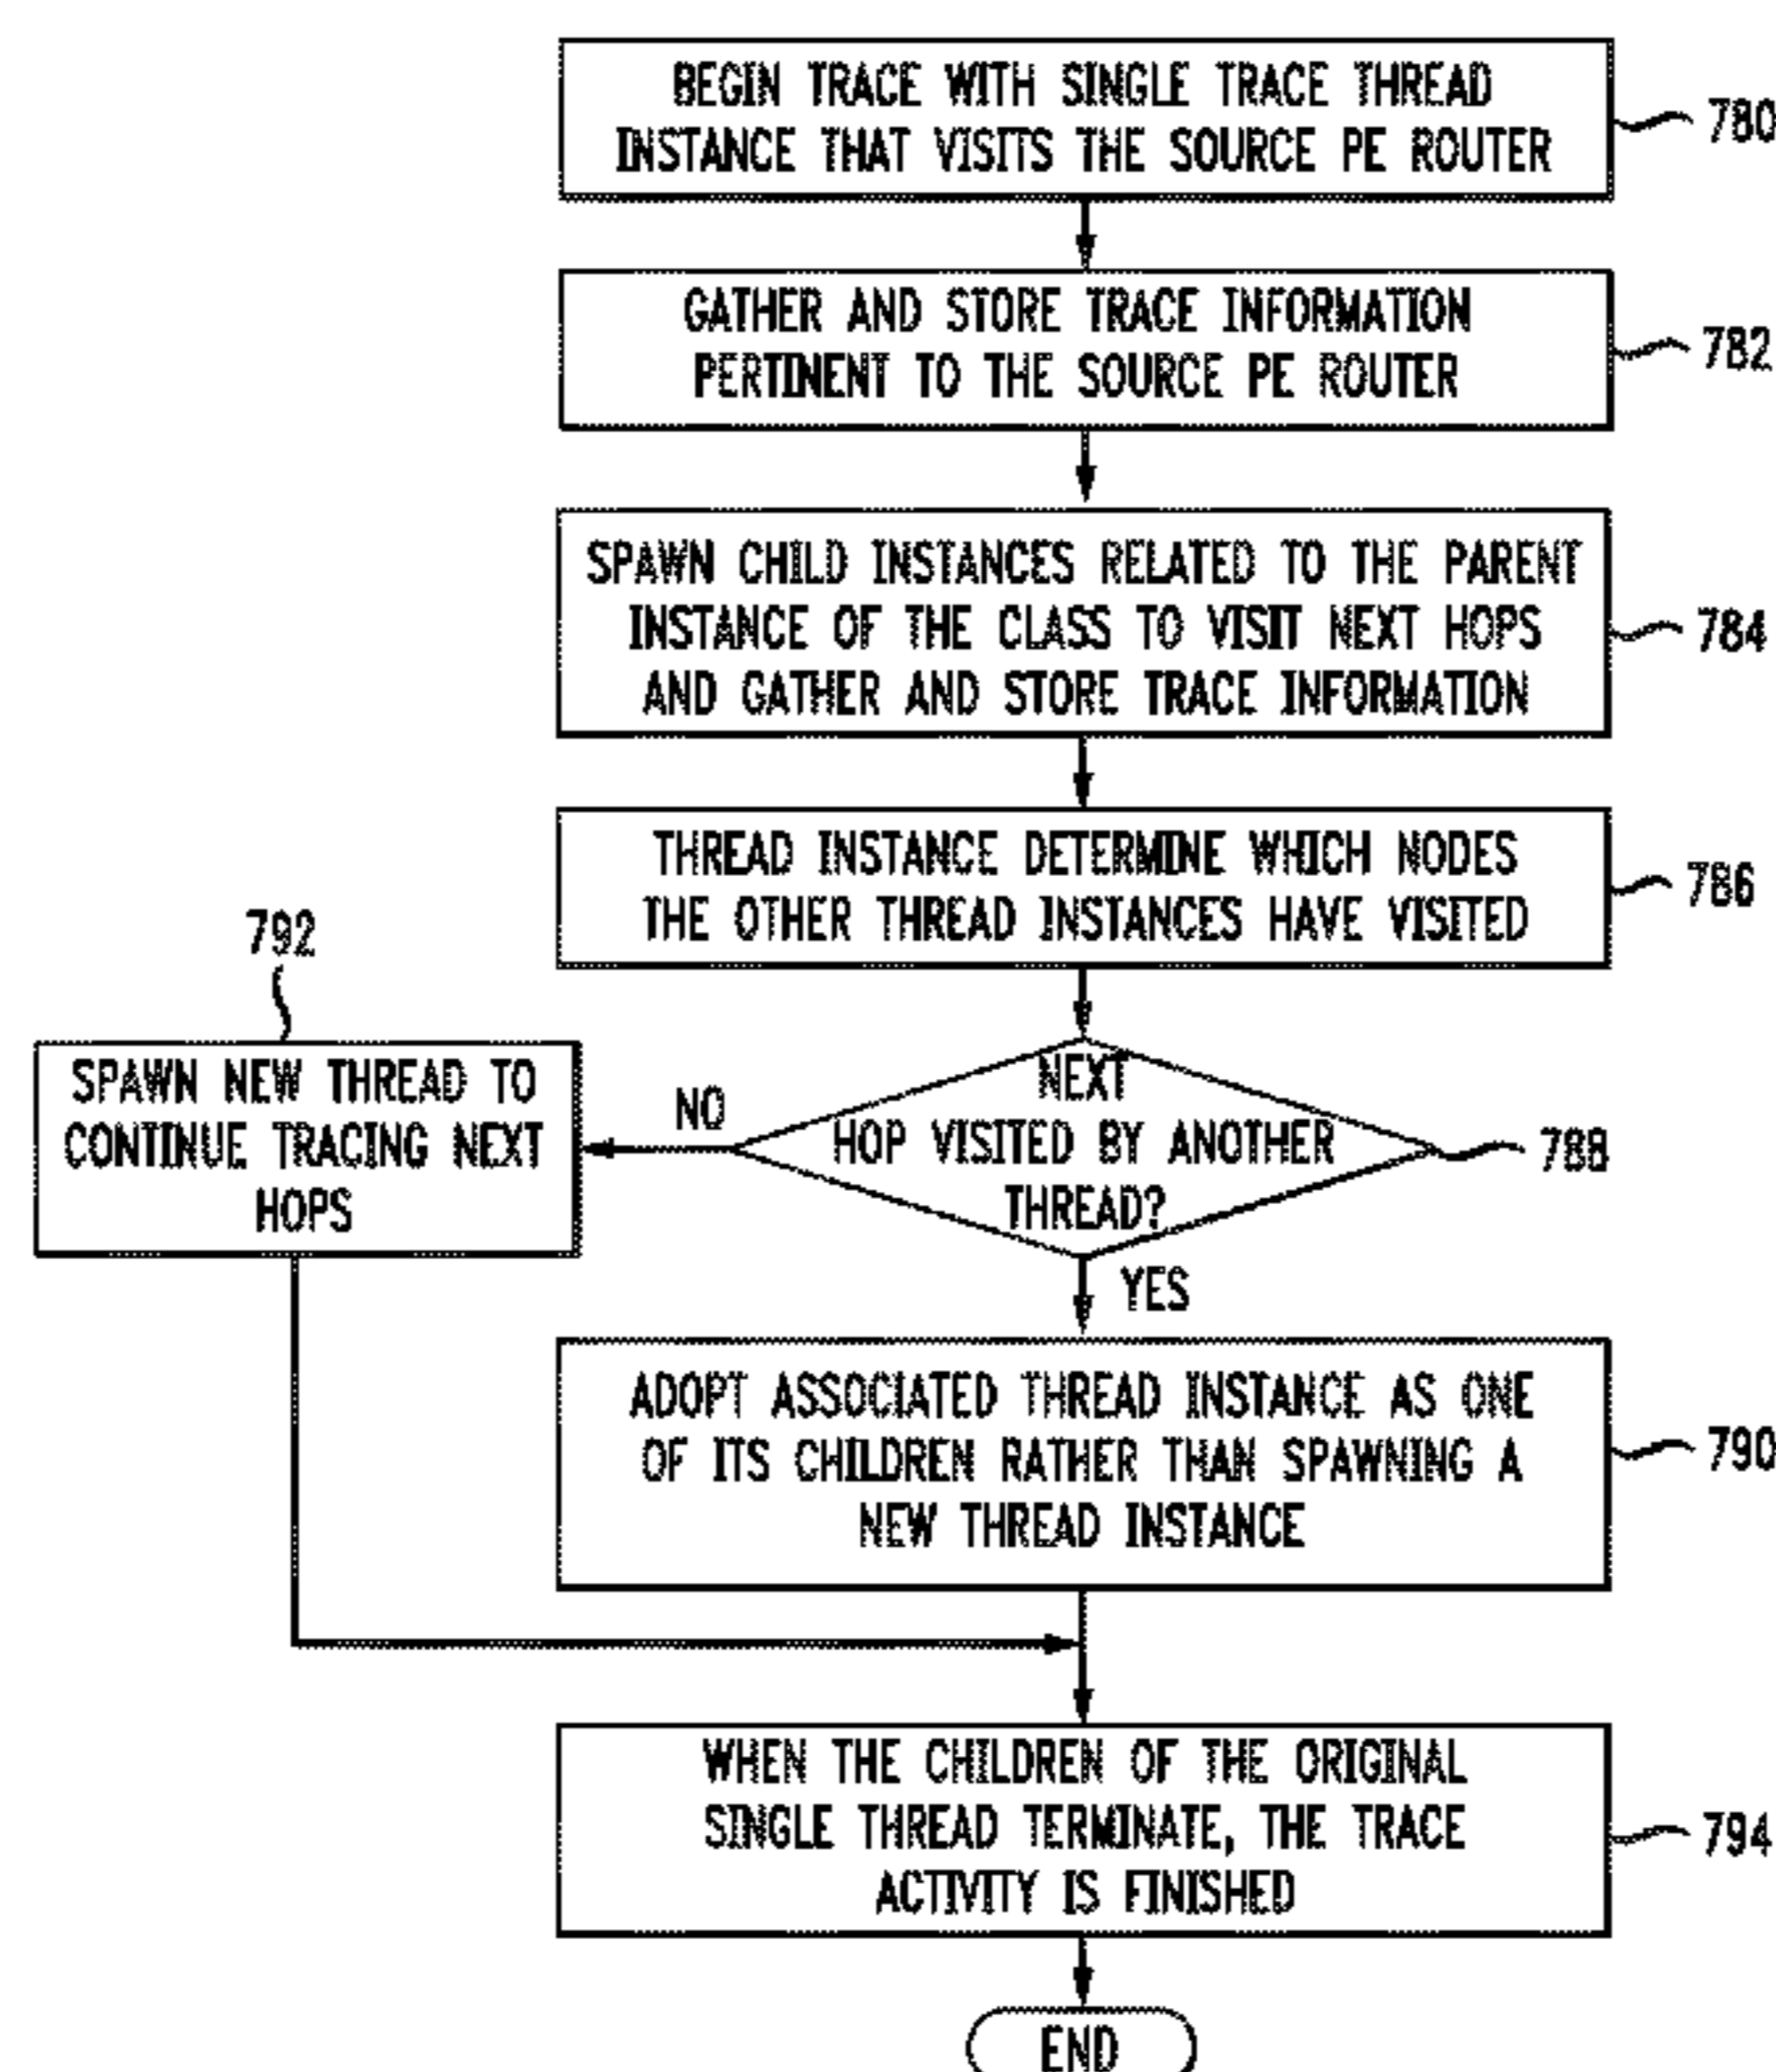 BEGIN TRACE WITH SINGLE TRACE THREAD
INSTANCE THAT VISITS THE SOURCE PE ROUTER
780
GATHER AND STORE TRACE INFORMATION
PERTINENT TO THE SOURCE PE ROUTER
782
SPAWN CHILD INSTANCES RELATED TO THE PARENT
INSTANCE OF THE CLASS TO VISIT NEXT HOPS
AND GATHER AND STORE TRACE INFORMATION
784
THREAD INSTANCE DETERMINE WHICH NODES
THE OTHER THREAD INSTANCES HAVE VISITED
786
792
SPAWN NEW THREAD TO
CONTINUE TRACING NEXT
HOPS
NO
NEXT
HOP VISITED BY ANOTHER
THREAD?
788
YES
ADOPT ASSOCIATED THREAD INSTANCE AS ONE
OF ITS CHILDREN RATHER THAN SPAWNING A
NEW THREAD INSTANCE
790
WHEN THE CHILDREN OF THE ORIGINAL
SINGLE THREAD TERMINATE, THE TRACE
ACTIVITY IS FINISHED
794
END